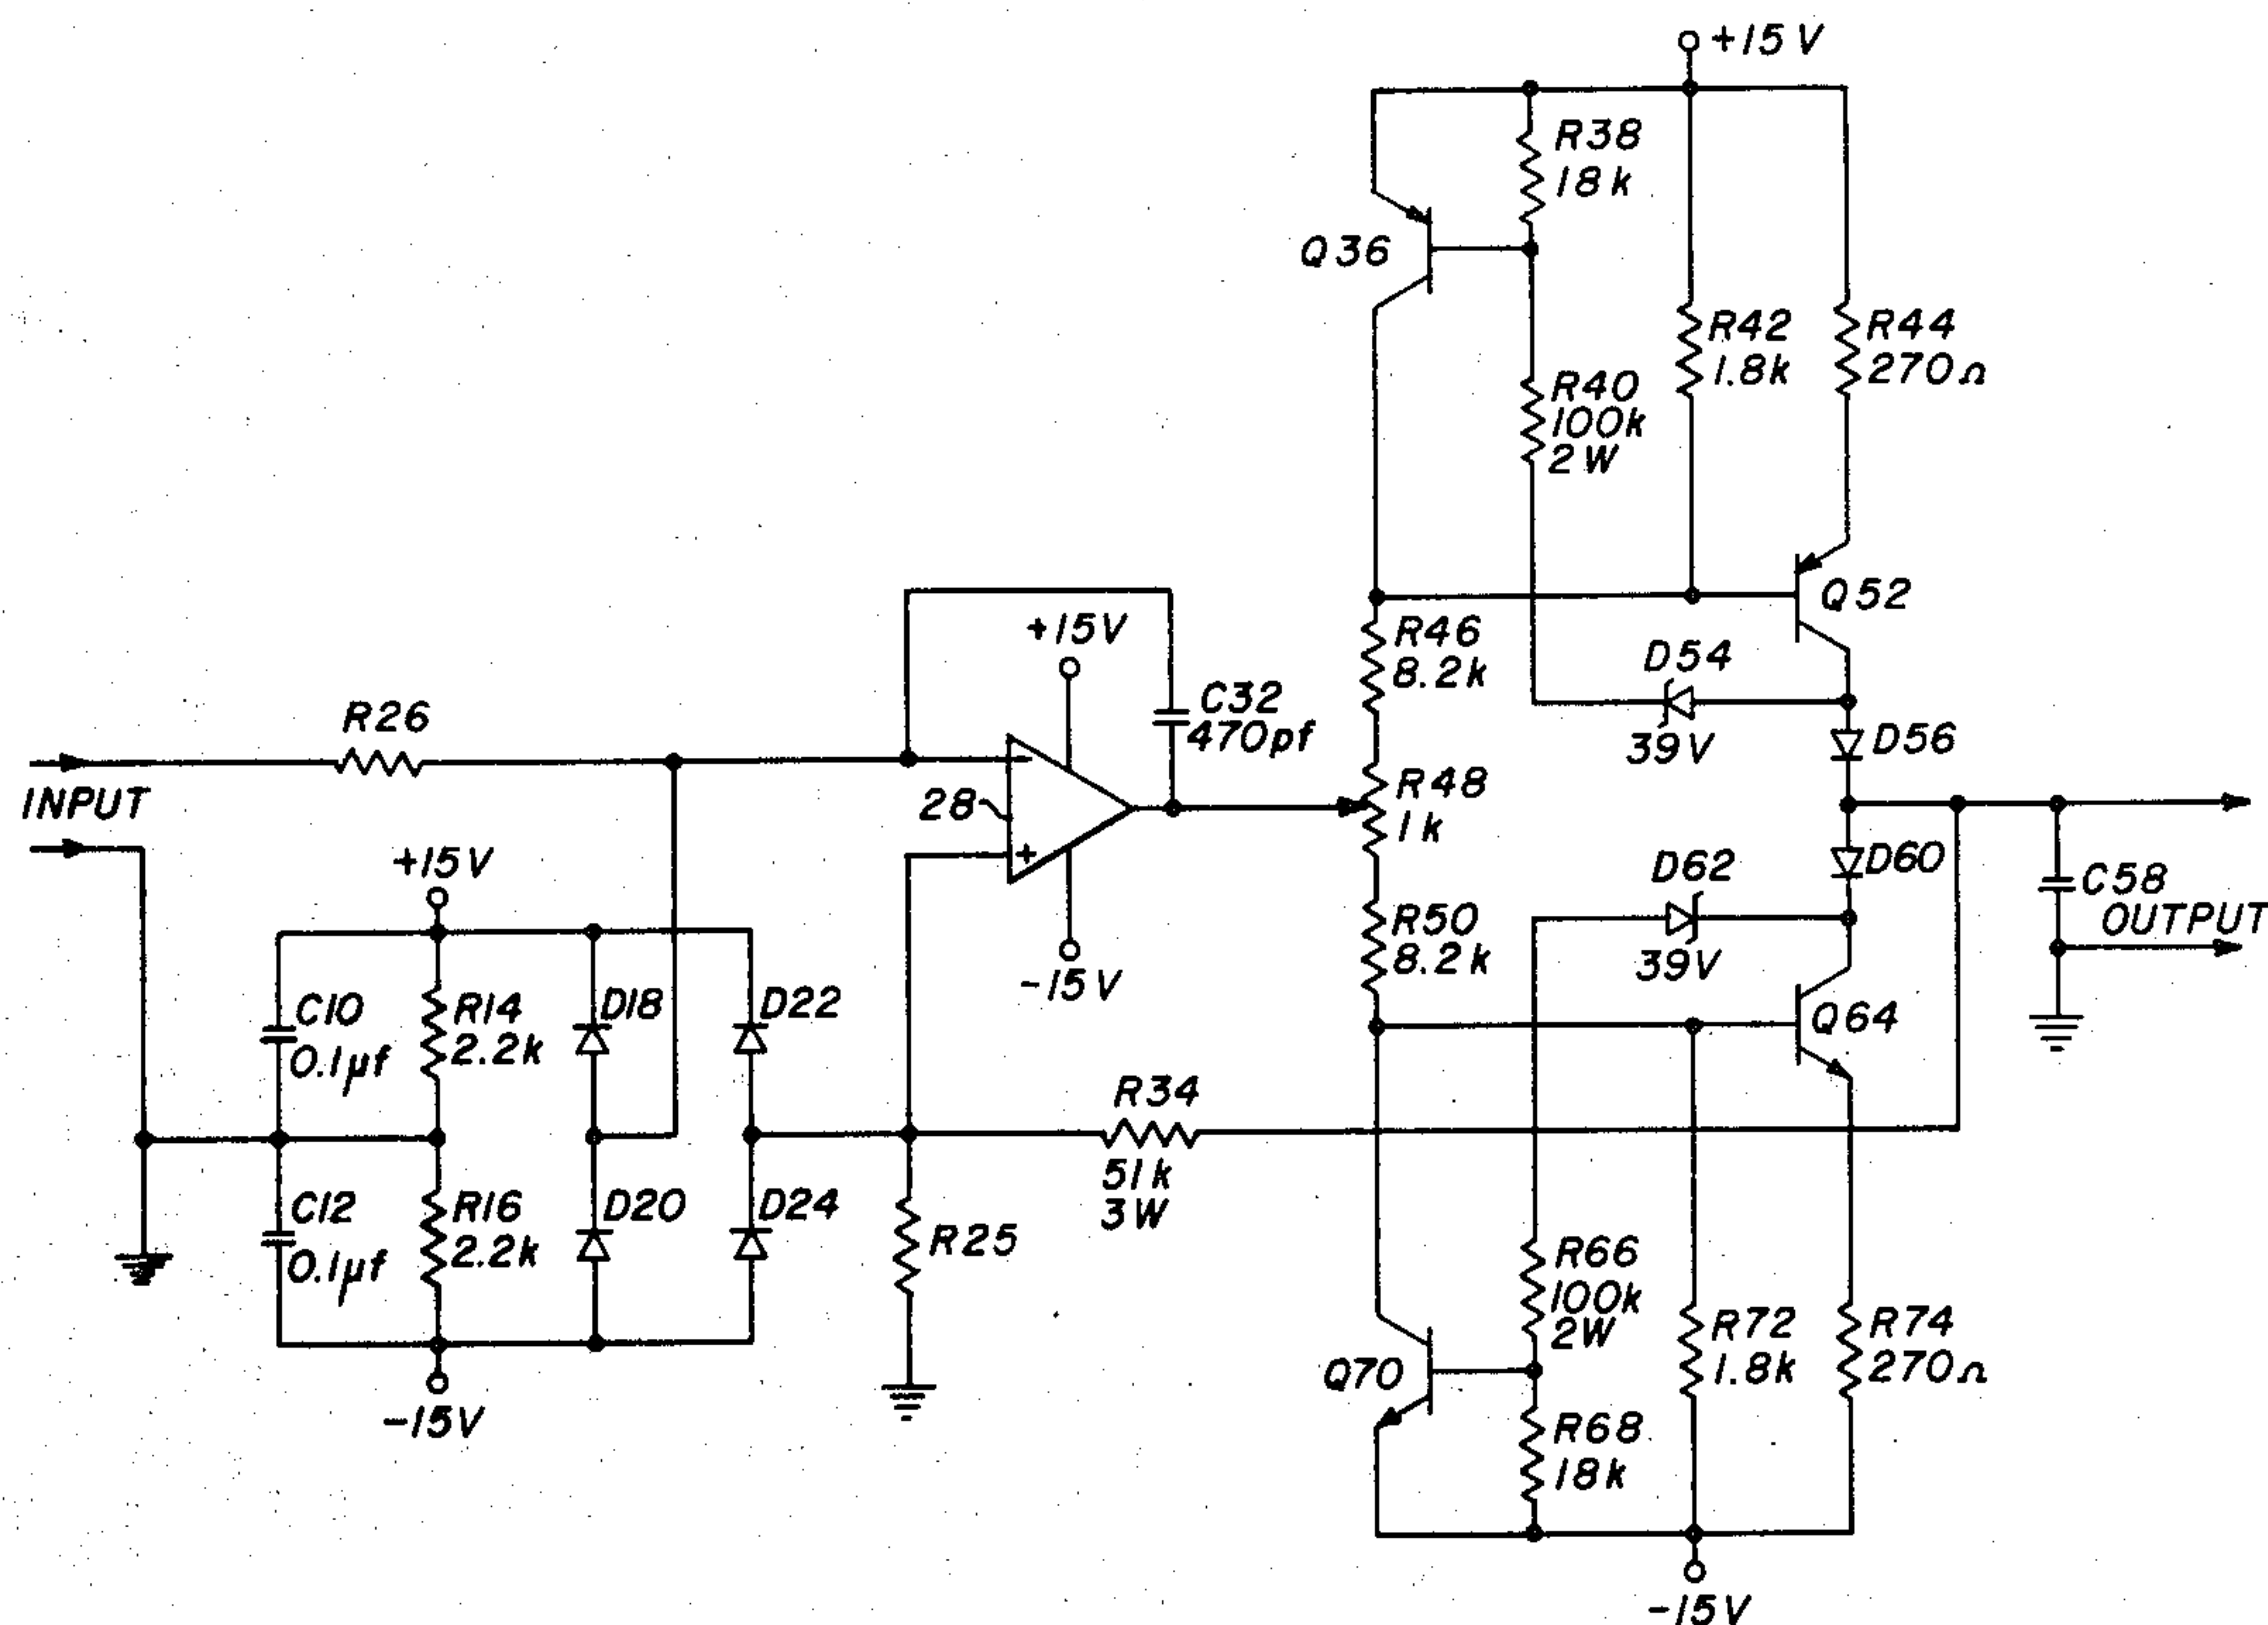 +15V
R38
18k
Q36
R42
1.8k
R44
270Ω
R40
100k
2W
Q52
R46
8.2k
D54
39V
+15V
C32
470pf
R26
D56
INPUT
28
−
+
R48
1k
+15V
D62
39V
D60
C58
OUTPUT
R50
8.2k
-15V
C10
0.1µf
R14
2.2k
D18
D22
Q64
R34
51k
3W
C12
0.1µf
R16
2.2k
D20
D24
R25
R66
100k
2W
R72
1.8k
R74
270Ω
Q70
-15V
R68
18k
-15V